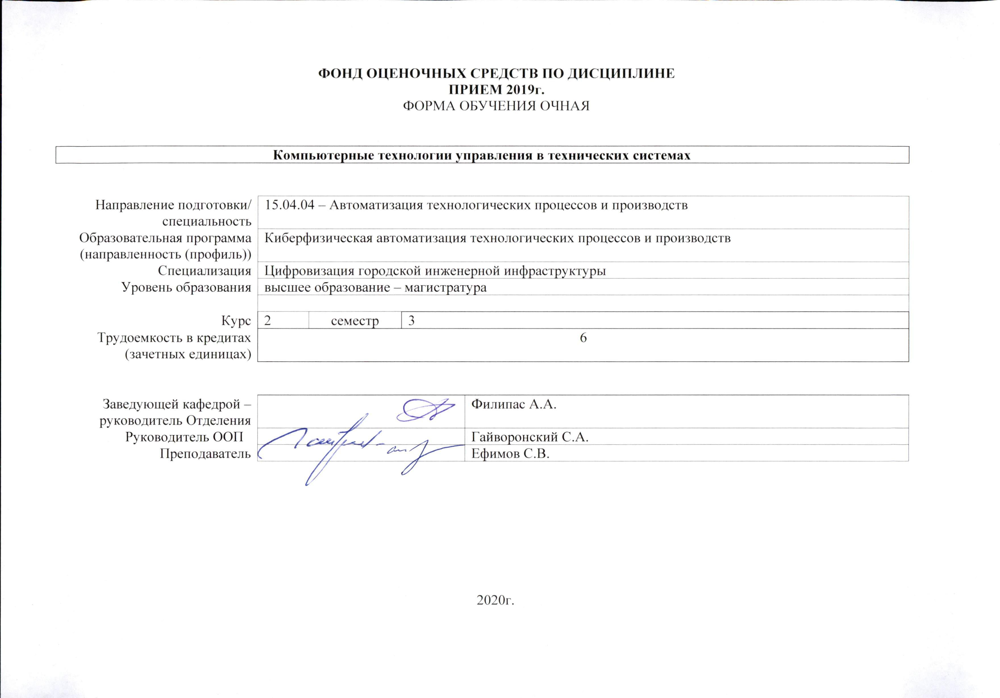 ФОНД ОЦЕНОЧНЫХ СРЕДСТВ ПО ДИСЦИПЛИНЕ
ПРИЕМ 2019г.
ФОРМА ОБУЧЕНИЯ ОЧНАЯ
Компьютерные технологии управления в технических системах
Направление подготовки/ 15.04.04 – Автоматизация технологических процессов и производств
специальность
Образовательная программа Киберфизическая автоматизация технологических процессов и производств
(направленность (профиль))
Специализация Цифровизация городской инженерной инфраструктуры
Уровень образования высшее образование – магистратура
Курс 2 семестр 3
Трудоемкость в кредитах 6
(зачетных единицах)
Заведующей кафедрой – Филипас А.А.
руководитель Отделения
Руководитель ООП Гайворонский С.А.
Преподаватель Ефимов С.В.
2020г.